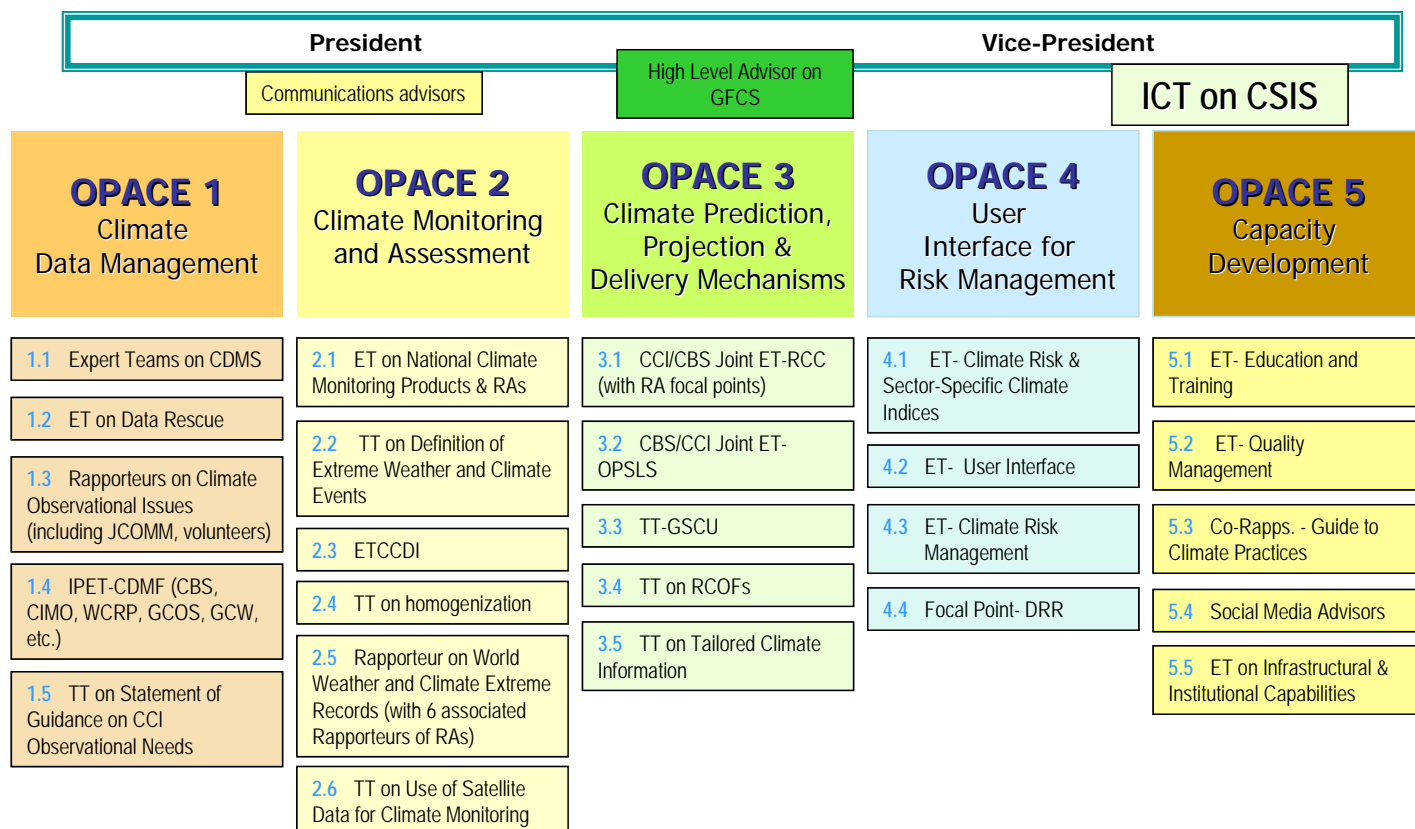 President
Vice-President
Communications advisors
High Level Advisor on
GFCS
ICT on CSIS
OPACE 1
Climate
Data Management
OPACE 2
Climate Monitoring
and Assessment
OPACE 3
Climate Prediction,
Projection &
Delivery Mechanisms
OPACE 4
User
Interface for
Risk Management
OPACE 5
Capacity
Development
1.1 Expert Teams on CDMS
1.2 ET on Data Rescue
1.3 Rapporteurs on Climate
Observational Issues
(including JCOMM, volunteers)
1.4 IPET-CDMF (CBS,
CIMO, WCRP, GCOS, GCW,
etc.)
1.5 TT on Statement of
Guidance on CCI
Observational Needs
2.1 ET on National Climate
Monitoring Products & RAs
2.2 TT on Definition of
Extreme Weather and Climate
Events
2.3 ETCCDI
2.4 TT on homogenization
2.5 Rapporteur on World
Weather and Climate Extreme
Records (with 6 associated
Rapporteurs of RAs)
2.6 TT on Use of Satellite
Data for Climate Monitoring
3.1 CCI/CBS Joint ET-RCC
(with RA focal points)
3.2 CBS/CCI Joint ET-
OPSLS
3.3 TT-GSCU
3.4 TT on RCOFs
3.5 TT on Tailored Climate
Information
4.1 ET- Climate Risk &
Sector-Specific Climate
Indices
4.2 ET- User Interface
4.3 ET- Climate Risk
Management
4.4 Focal Point- DRR
5.1 ET- Education and
Training
5.2 ET- Quality
Management
5.3 Co-Rapps. - Guide to
Climate Practices
5.4 Social Media Advisors
5.5 ET on Infrastructural &
Institutional Capabilities